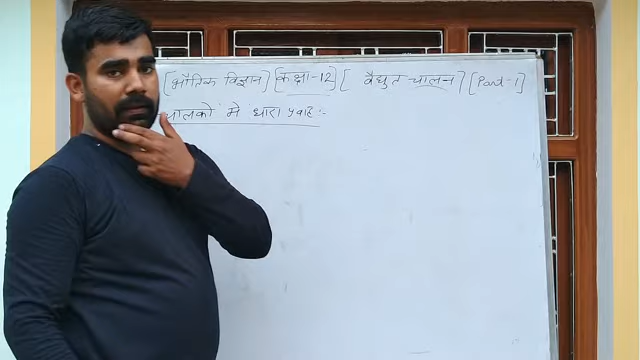 [भौतिक विज्ञान] [कक्षा-12] [ वैधुत चालन ] [Part-1]
चालकों मे धारा प्रवाह :-